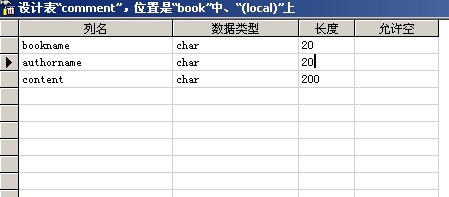 设计表“comment”，位置是“book”中、“(local)”上
列名 数据类型 长度 允许空
bookname char 20
authorname char 20
content char 200